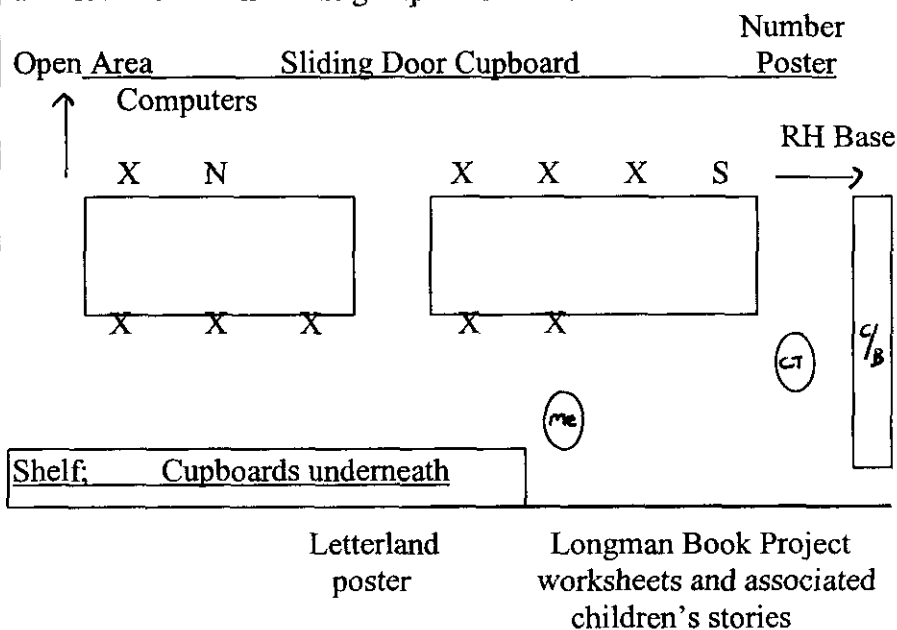 Number
Open Area Sliding Door Cupboard Poster
Computers
RH Base
X N X X X S
X X X X X
CT
C/B
me
Shelf; Cupboards underneath
Letterland Longman Book Project
poster worksheets and associated
children's stories